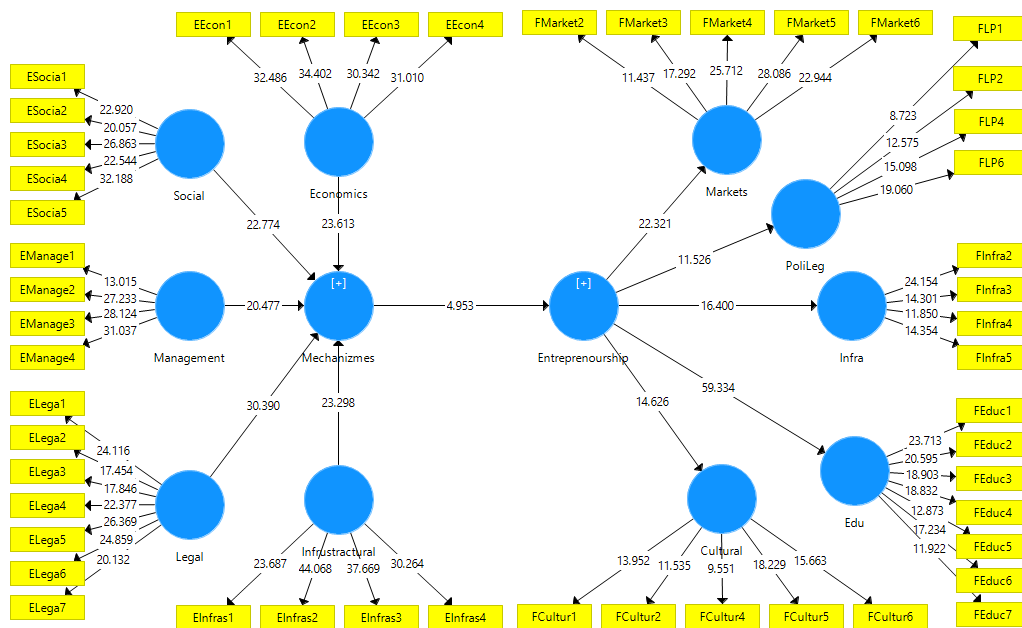 EEcon1
EEcon2
EEcon3
EEcon4
FMarket2
FMarket3
FMarket4
FMarket5
FMarket6
FLP1
FLP2
FLP4
FLP6
32.486
34.402
30.342
31.010
11.437
17.292
25.712
28.086
22.944
8.723
12.575
15.098
19.060
ESocia1
ESocia2
ESocia3
ESocia4
ESocia5
22.920
20.057
26.863
22.544
32.188
Social
Economics
Markets
PoliLeg
22.774
23.613
22.321
11.526
EManage1
EManage2
EManage3
EManage4
13.015
27.233
28.124
31.037
Management
20.477
[+]
Mechanizmes
4.953
[+]
Entreprenourship
16.400
Infra
24.154
14.301
11.850
14.354
FInfra2
FInfra3
FInfra4
FInfra5
30.390
23.298
14.626
59.334
ELega1
ELega2
ELega3
ELega4
ELega5
ELega6
ELega7
24.116
17.454
17.846
22.377
26.369
24.859
20.132
Legal
Infrustractural
Cultural
Edu
23.713
20.595
18.903
18.832
12.873
17.234
11.922
FEduc1
FEduc2
FEduc3
FEduc4
FEduc5
FEduc6
FEduc7
23.687
44.068
37.669
30.264
13.952
11.535
9.551
18.229
15.663
EInfras1
EInfras2
EInfras3
EInfras4
FCultur1
FCultur2
FCultur4
FCultur5
FCultur6